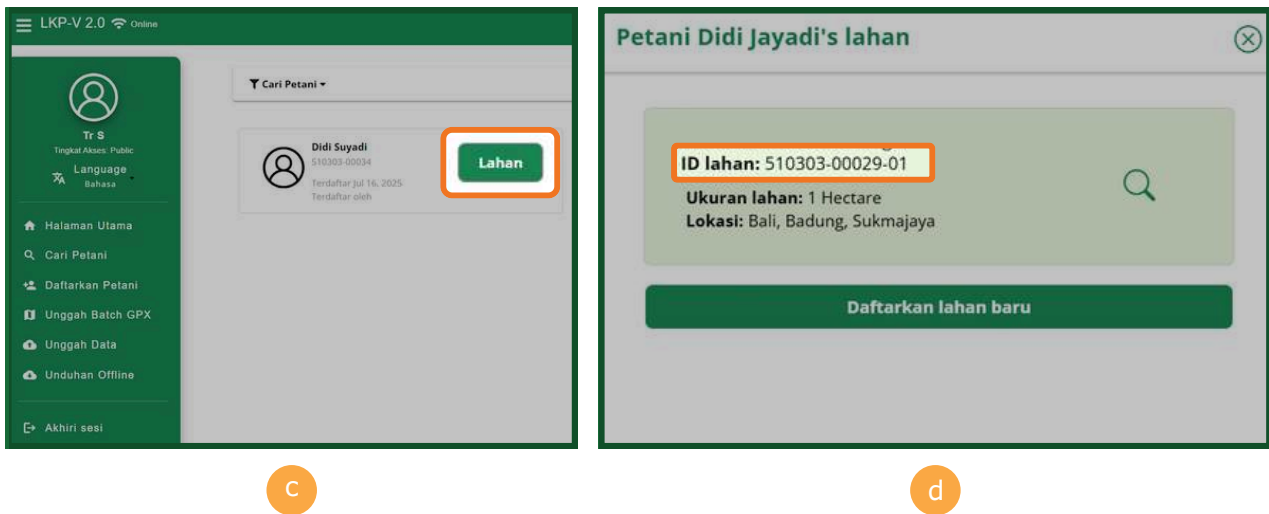 LKP-V 2.0 Online
Tr S
Tingkat Akses: Public
Language
Bahasa
Halaman Utama
Cari Petani
Daftarkan Petani
Unggah Batch GPX
Unggah Data
Unduhan Offline
Akhiri sesi
Cari Petani
Didi Suyadi
510303-00034
Terdaftar Jul 16, 2025
Terdaftar oleh
Lahan
c
Petani Didi Jayadi's lahan
ID lahan: 510303-00029-01
Ukuran lahan: 1 Hectare
Lokasi: Bali, Badung, Sukmajaya
Daftarkan lahan baru
d